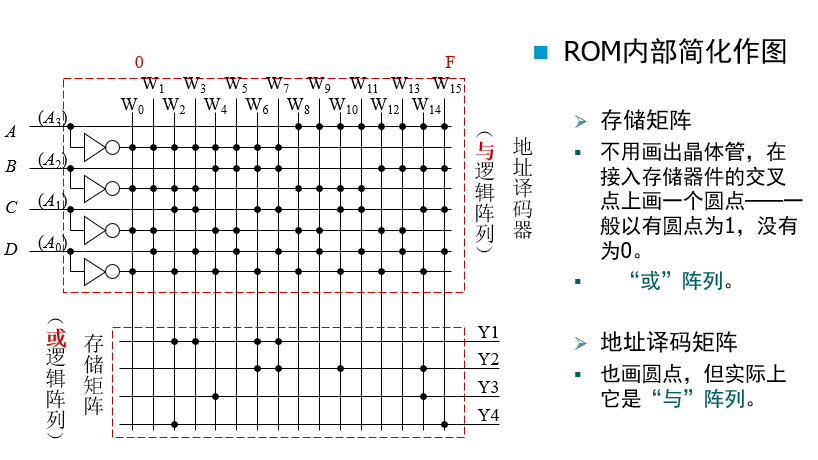 ROM内部简化作图
0 F
W1 W3 W5 W7 W9 W11 W13 W15
W0 W2 W4 W6 W8 W10 W12 W14
A (A3)
B (A2)
C (A1)
D (A0)
(与逻辑阵列)
地址译码器
Y1
Y2
Y3
Y4
(或逻辑阵列)
存储矩阵
存储矩阵
不用画出晶体管，在
接入存储器件的交叉
点上画一个圆点——一
般以有圆点为1，没有
为0。
“或”阵列。
地址译码矩阵
也画圆点，但实际上
它是“与”阵列。